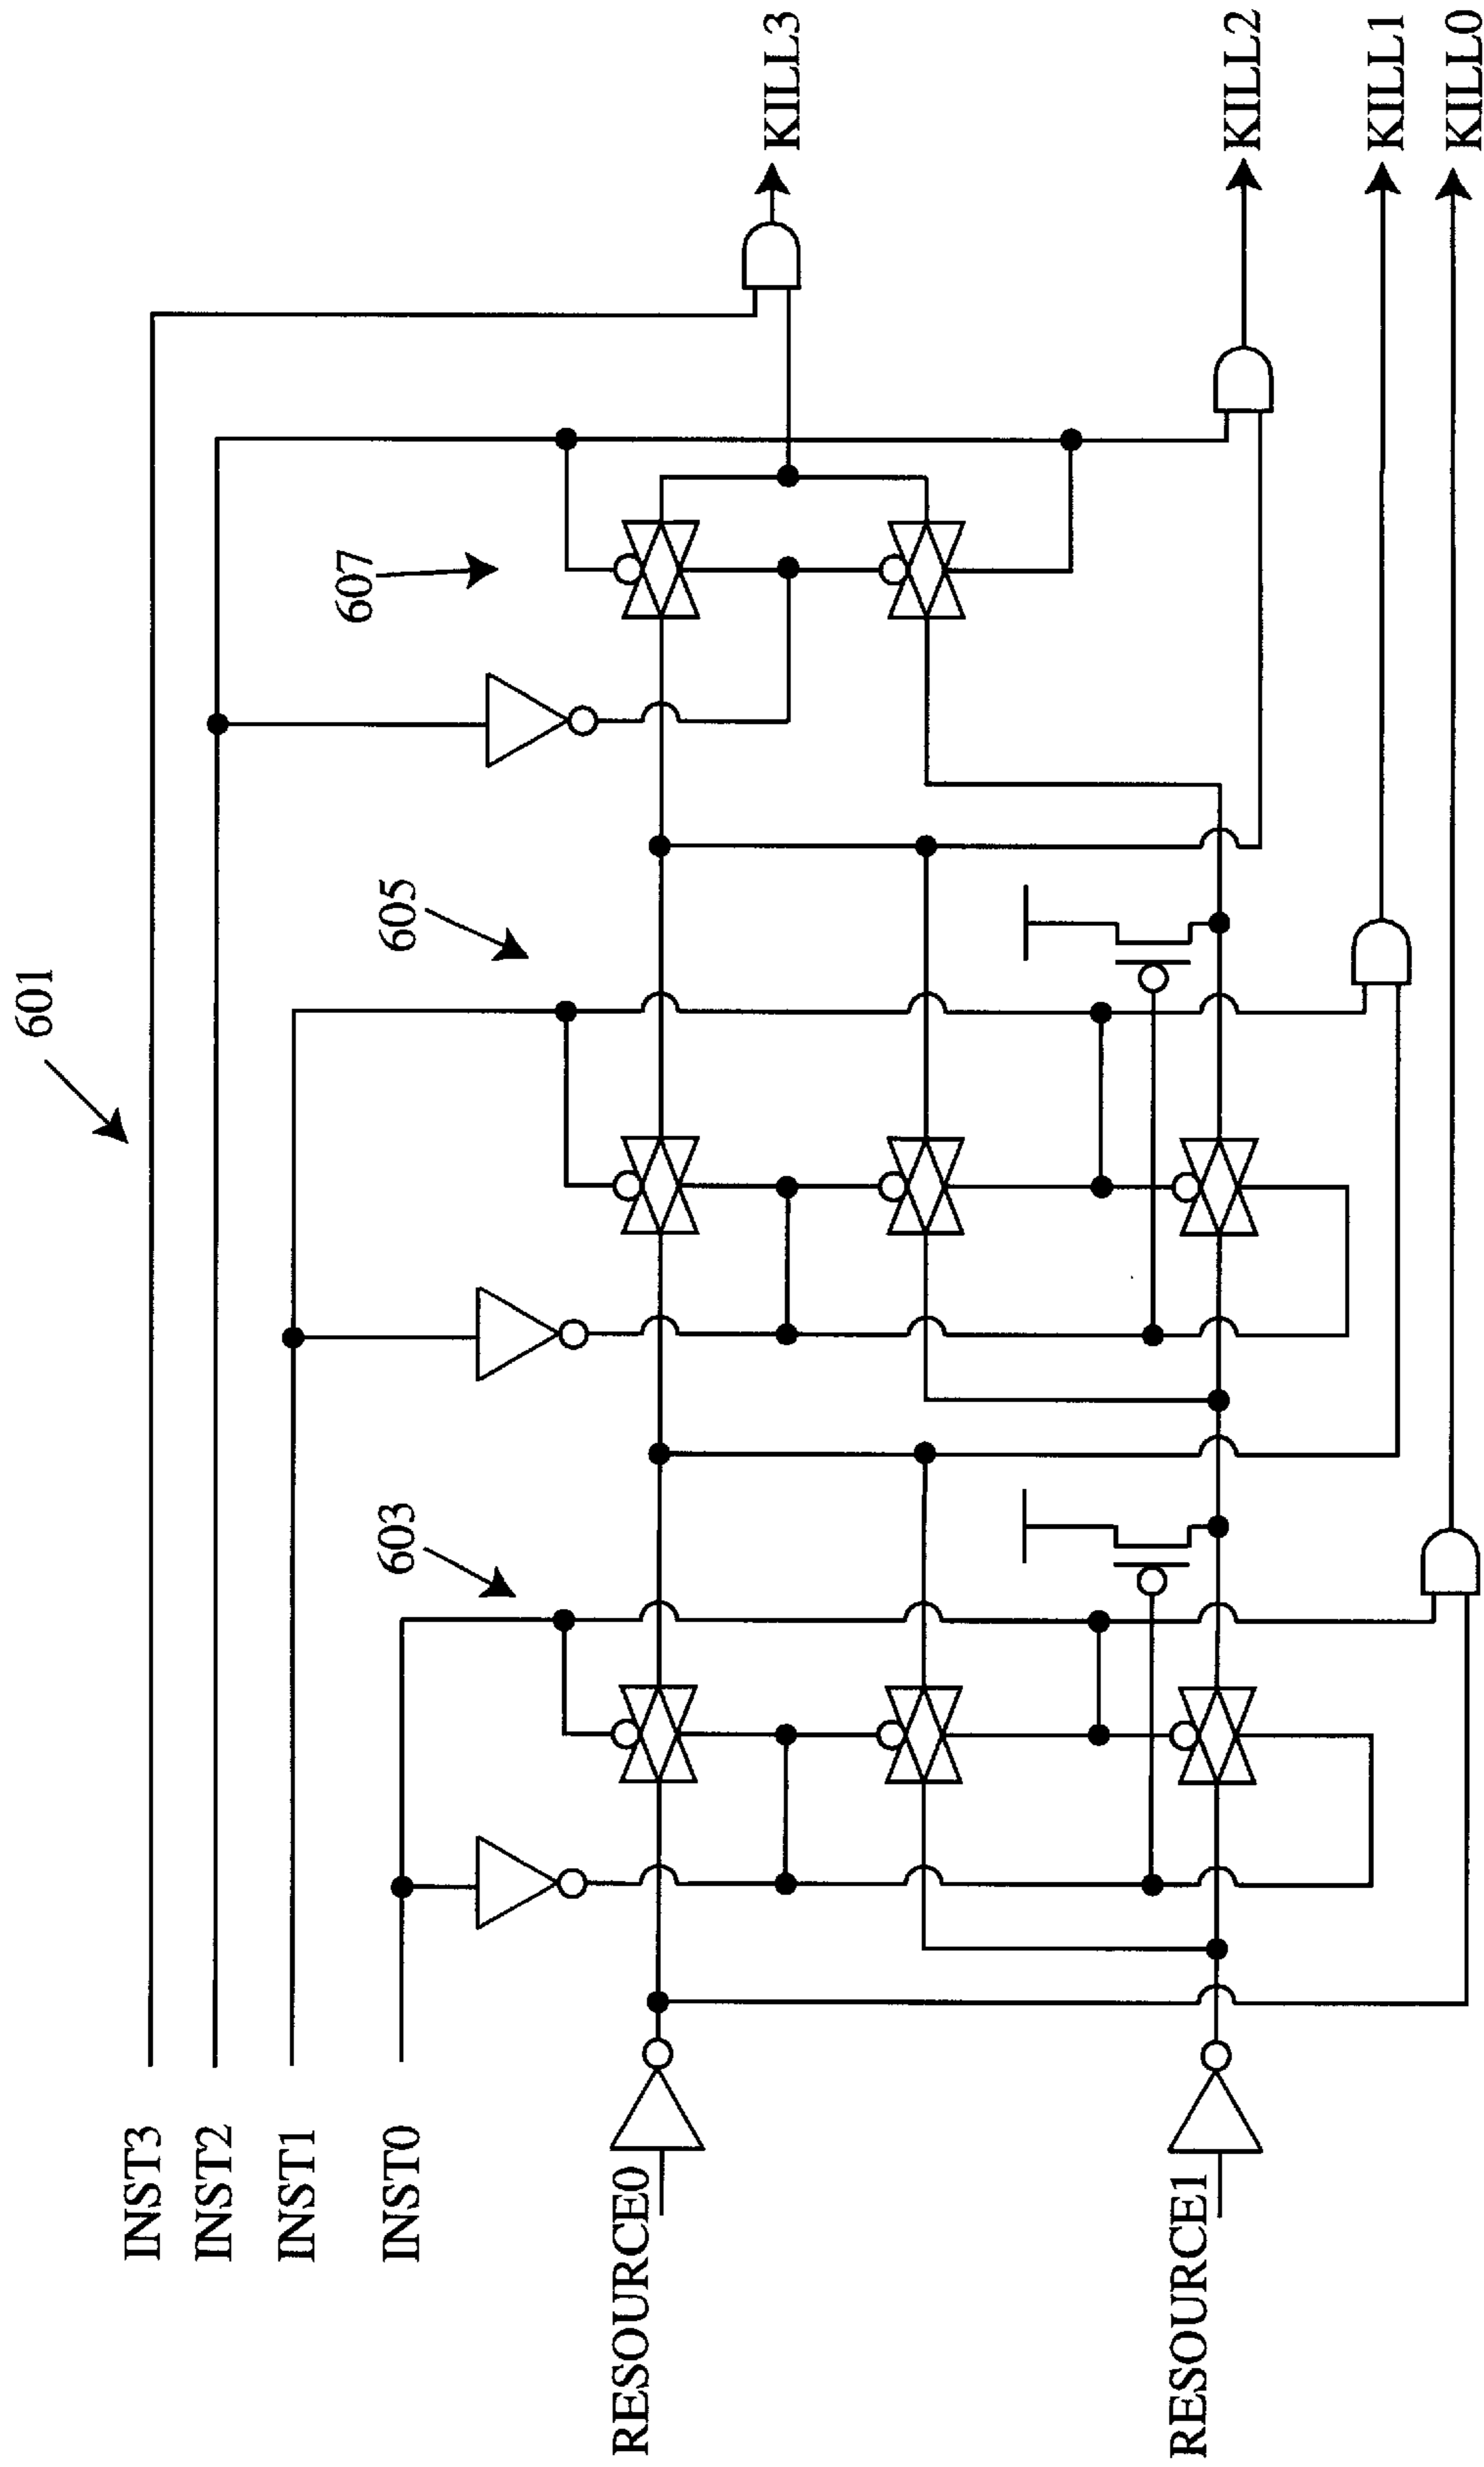 601
INST3
INST2
INST1
INST0
RESOURCE0
RESOURCE1
603
605
607
KILL3
KILL2
KILL1
KILL0